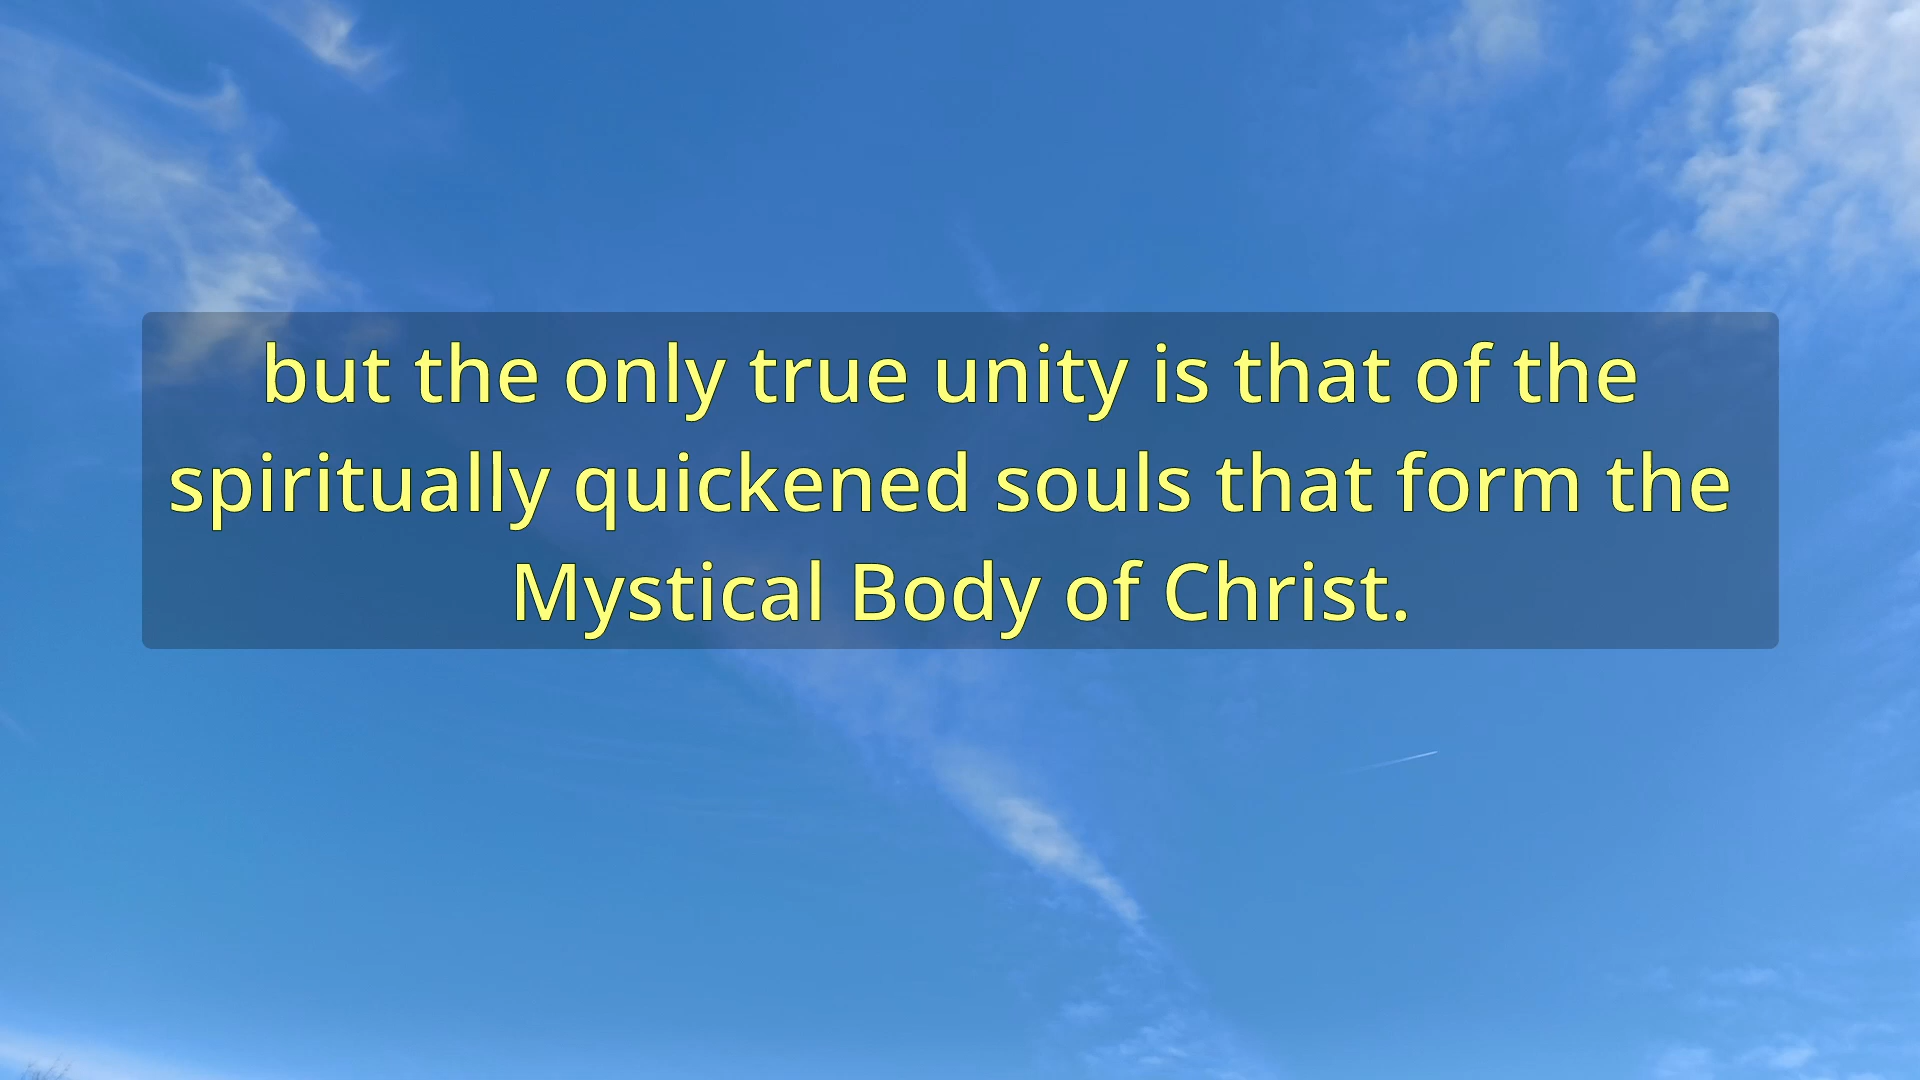 but the only true unity is that of the
spiritually quickened souls that form the
Mystical Body of Christ.